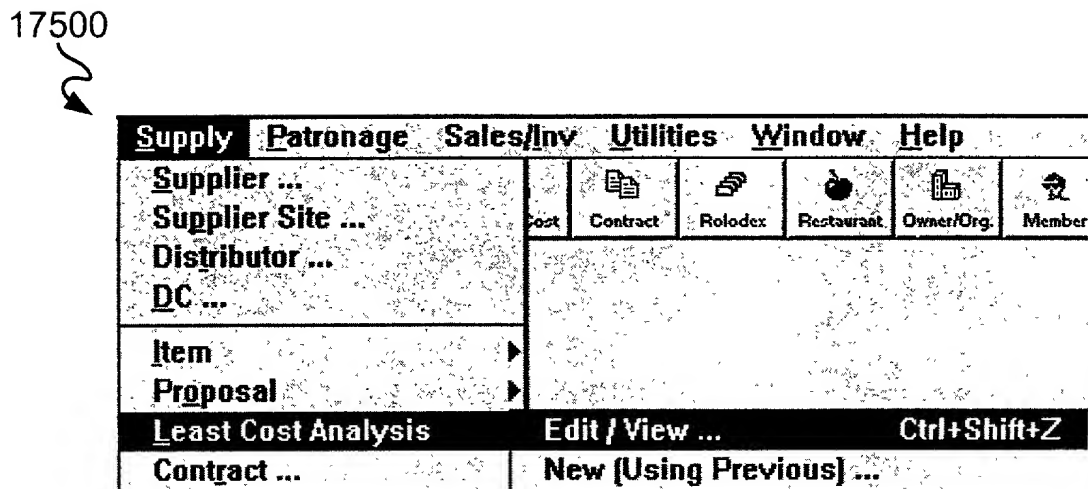 17500
Supply Patronage Sales/Inv Utilities Window Help
Supplier ...
Supplier Site ...
Cost Contract Rolodex Restaurant Owner/Org. Member
Distributor ...
DC ...
Item
Proposal
Least Cost Analysis Edit / View ... Ctrl+Shift+Z
Contract ... New (Using Previous) ...